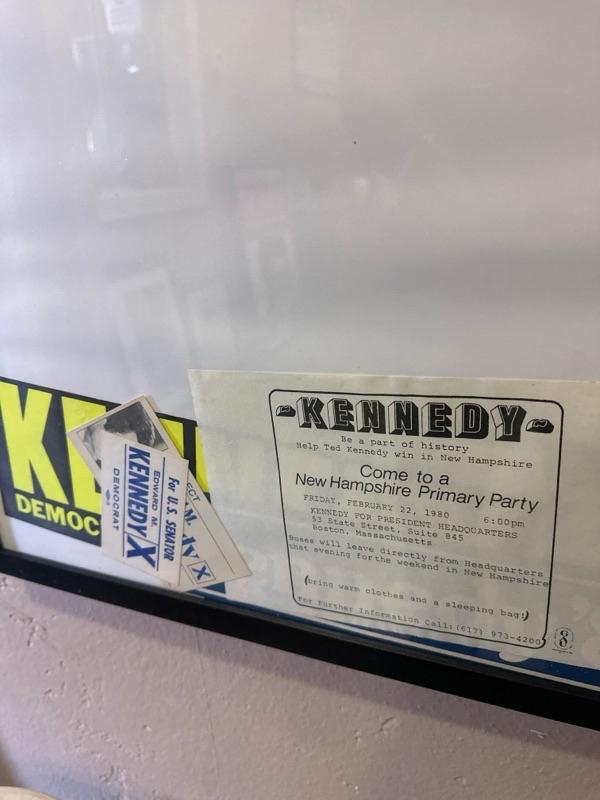 KE
DEMOC
For U.S. SENATOR
EDWARD M.
KENNEDY X
DEMOCRAT
X
KENNEDY
Be a part of history
Help Ted Kennedy win in New Hampshire
Come to a
New Hampshire Primary Party
FRIDAY, FEBRUARY 22, 1980 6:00pm
KENNEDY FOR PRESIDENT HEADQUARTERS
53 State Street, Suite 845
Boston, Massachusetts
Buses will leave directly from Headquarters
that evening for the weekend in New Hampshire
(bring warm clothes and a sleeping bag!)
For Further Information Call: (617) 973-4200